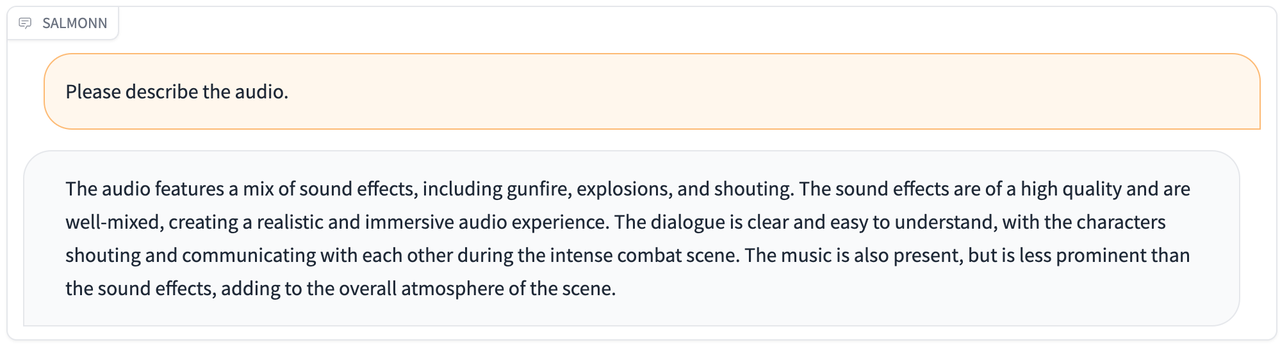 SALMONN
Please describe the audio.
The audio features a mix of sound effects, including gunfire, explosions, and shouting. The sound effects are of a high quality and are
well-mixed, creating a realistic and immersive audio experience. The dialogue is clear and easy to understand, with the characters
shouting and communicating with each other during the intense combat scene. The music is also present, but is less prominent than
the sound effects, adding to the overall atmosphere of the scene.